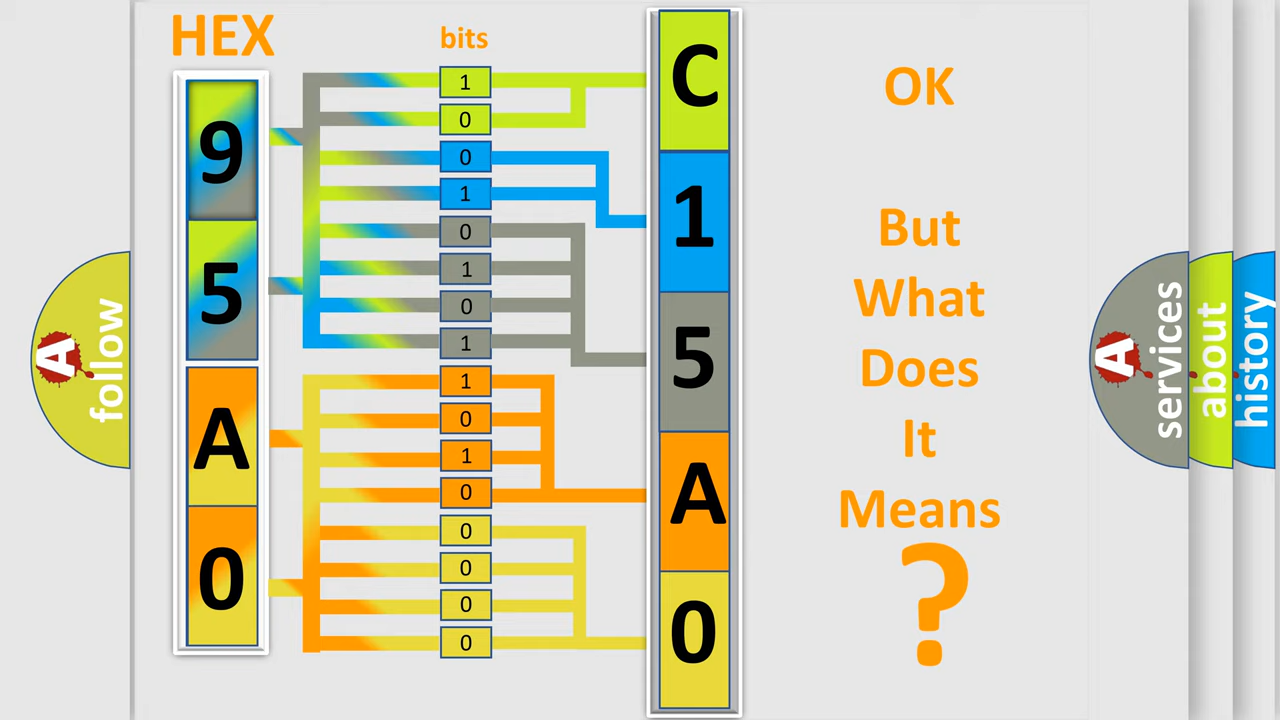 HEX
bits
9
5
A
0
1
0
0
1
0
1
0
1
1
0
1
0
0
0
0
0
C
1
5
A
0
OK
But
What
Does
It
Means
?
A
follow
A
services
about
history